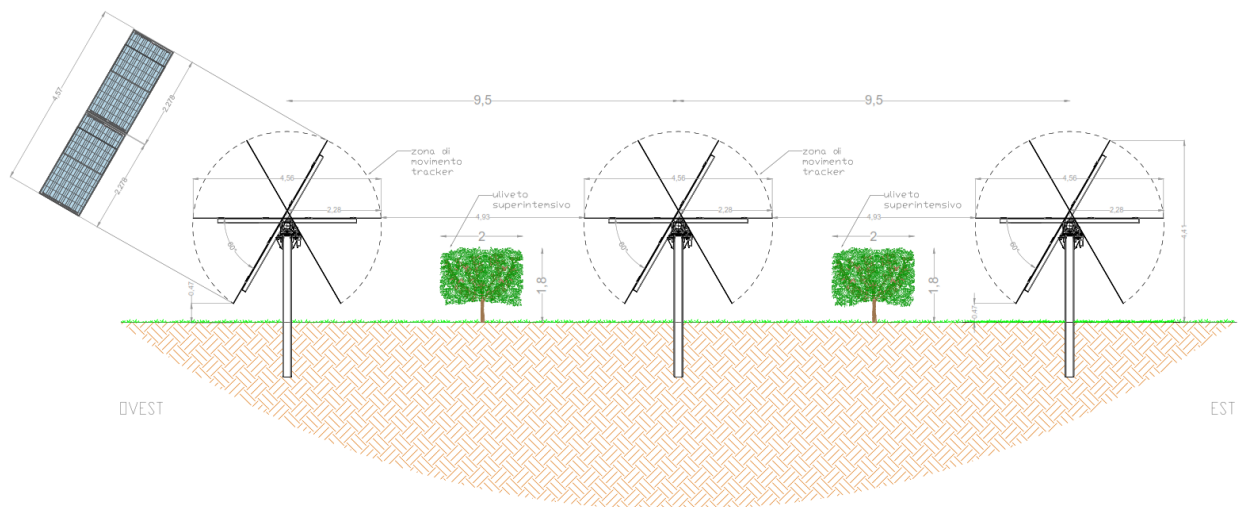 4,57
2,278
2,278
9,5
9,5
zona di
movimento
tracker
zona di
movimento
tracker
4,56
4,56
4,56
uliveto
superintensivo
uliveto
superintensivo
2,28
2,28
2,28
4,93
4,93
2
2
60°
60°
60°
1,8
1,8
4,41
0,47
0,47
OVEST
EST